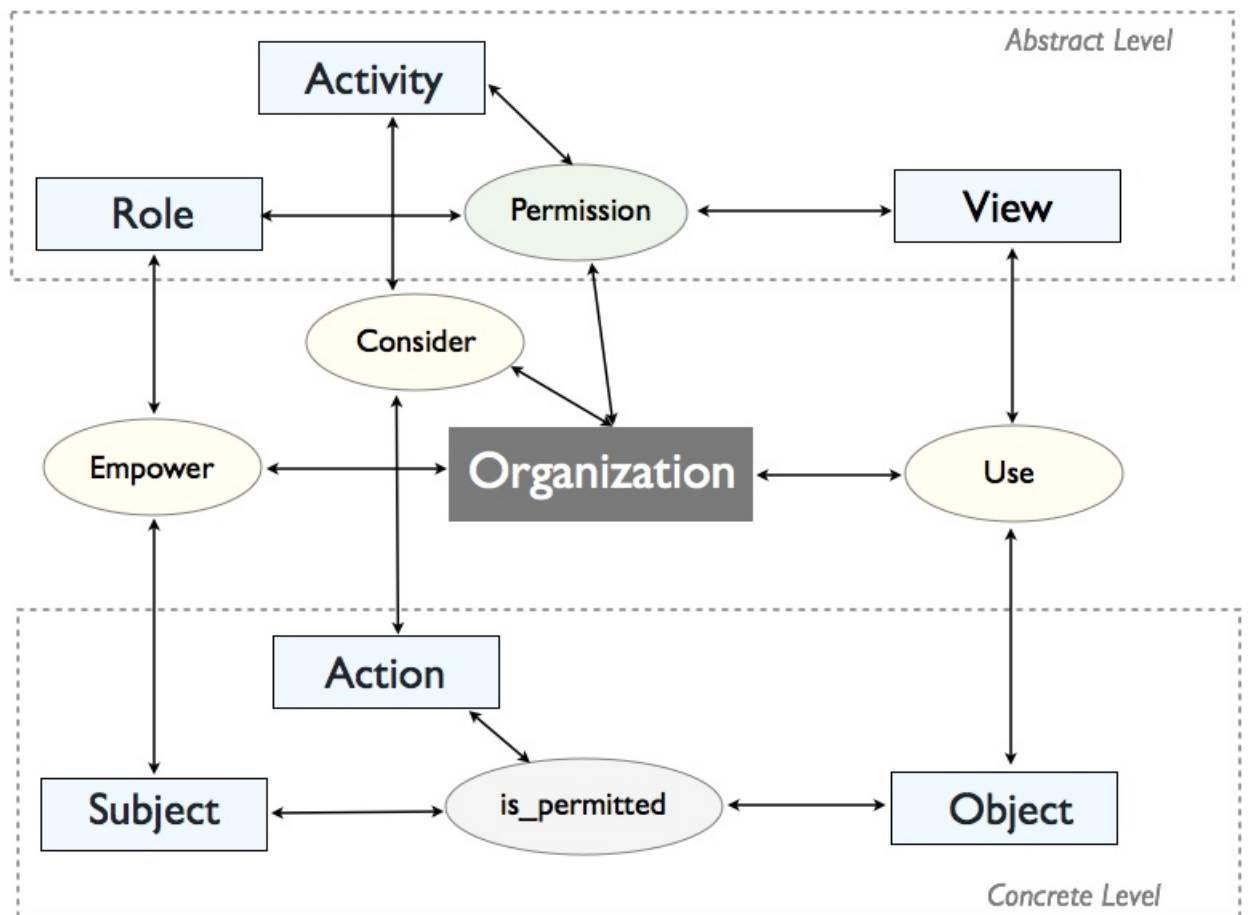 Abstract Level
Activity
Role
Permission
View
Consider
Empower
Organization
Use
Action
Subject
is_permitted
Object
Concrete Level